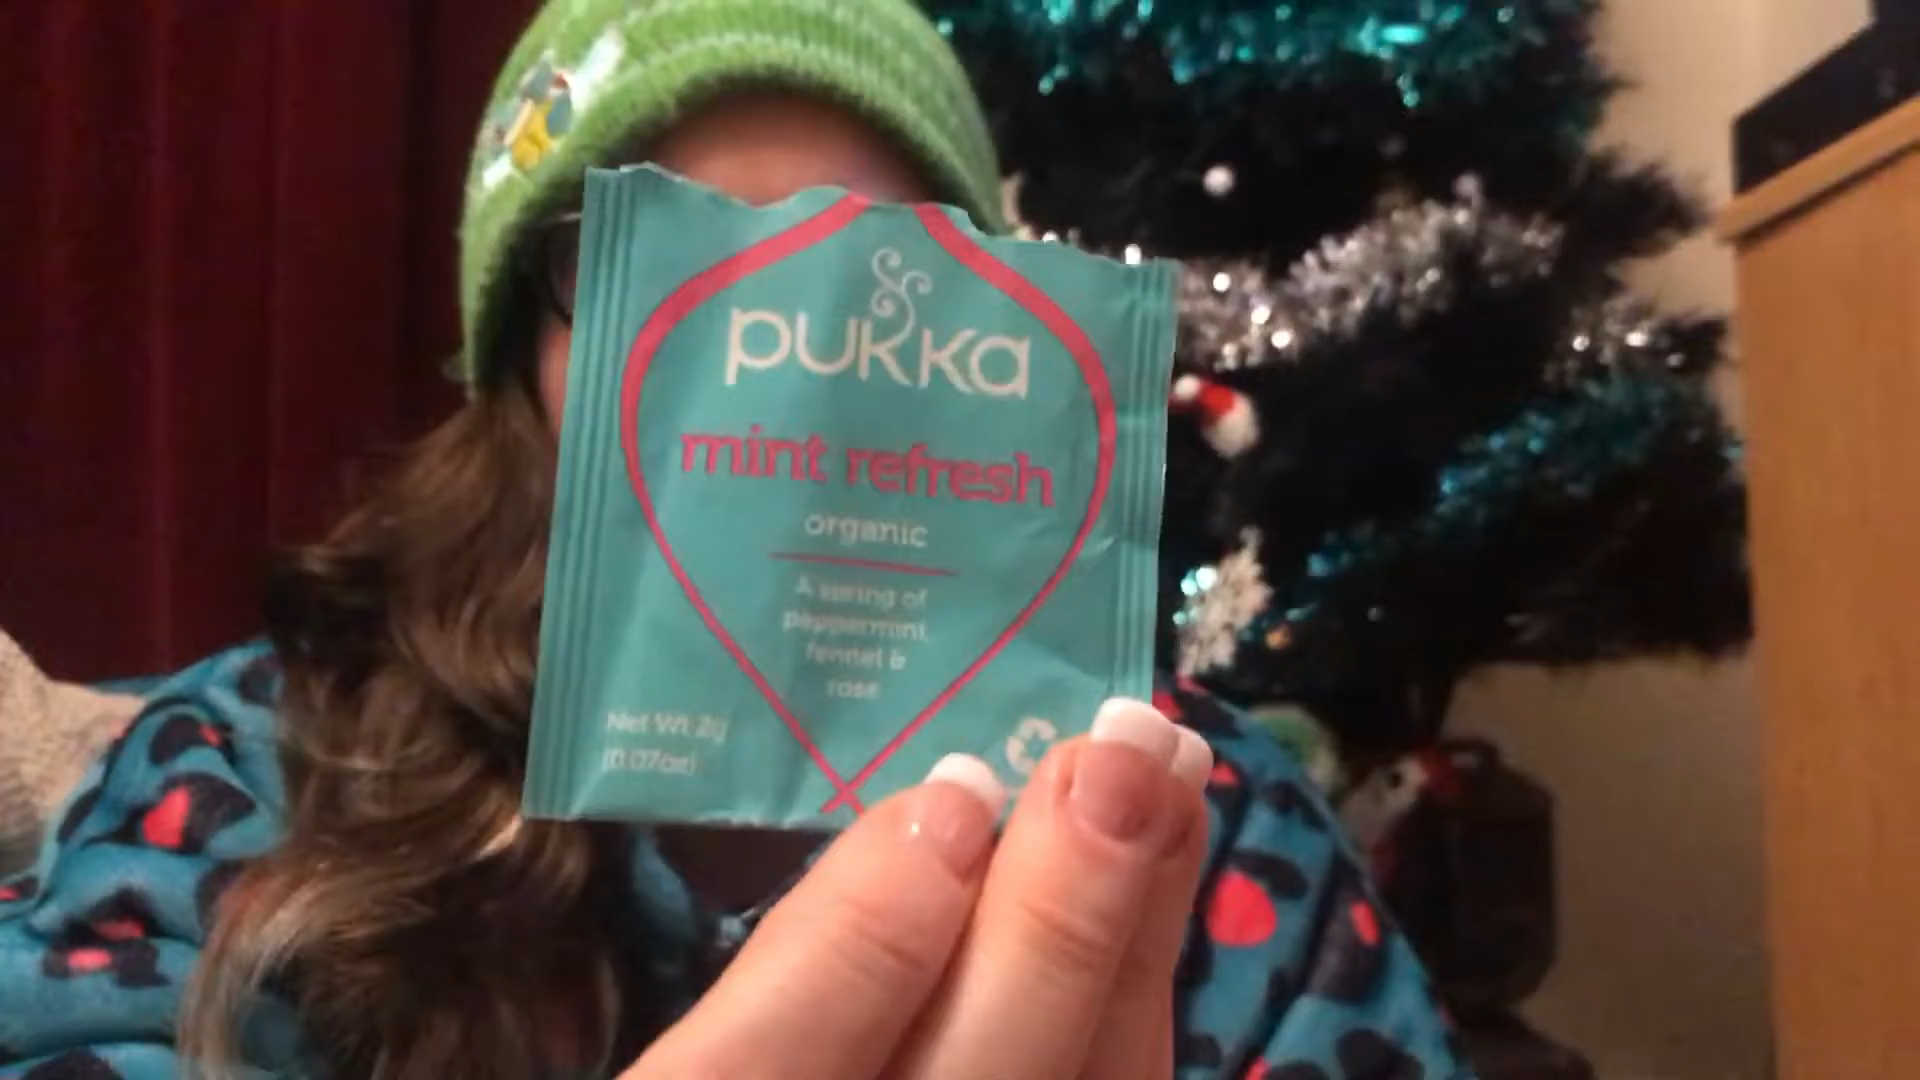 pukka
mint refresh
organic
A spring of
peppermint
fennel &
rose
Net Wt.2g
(0.07oz)